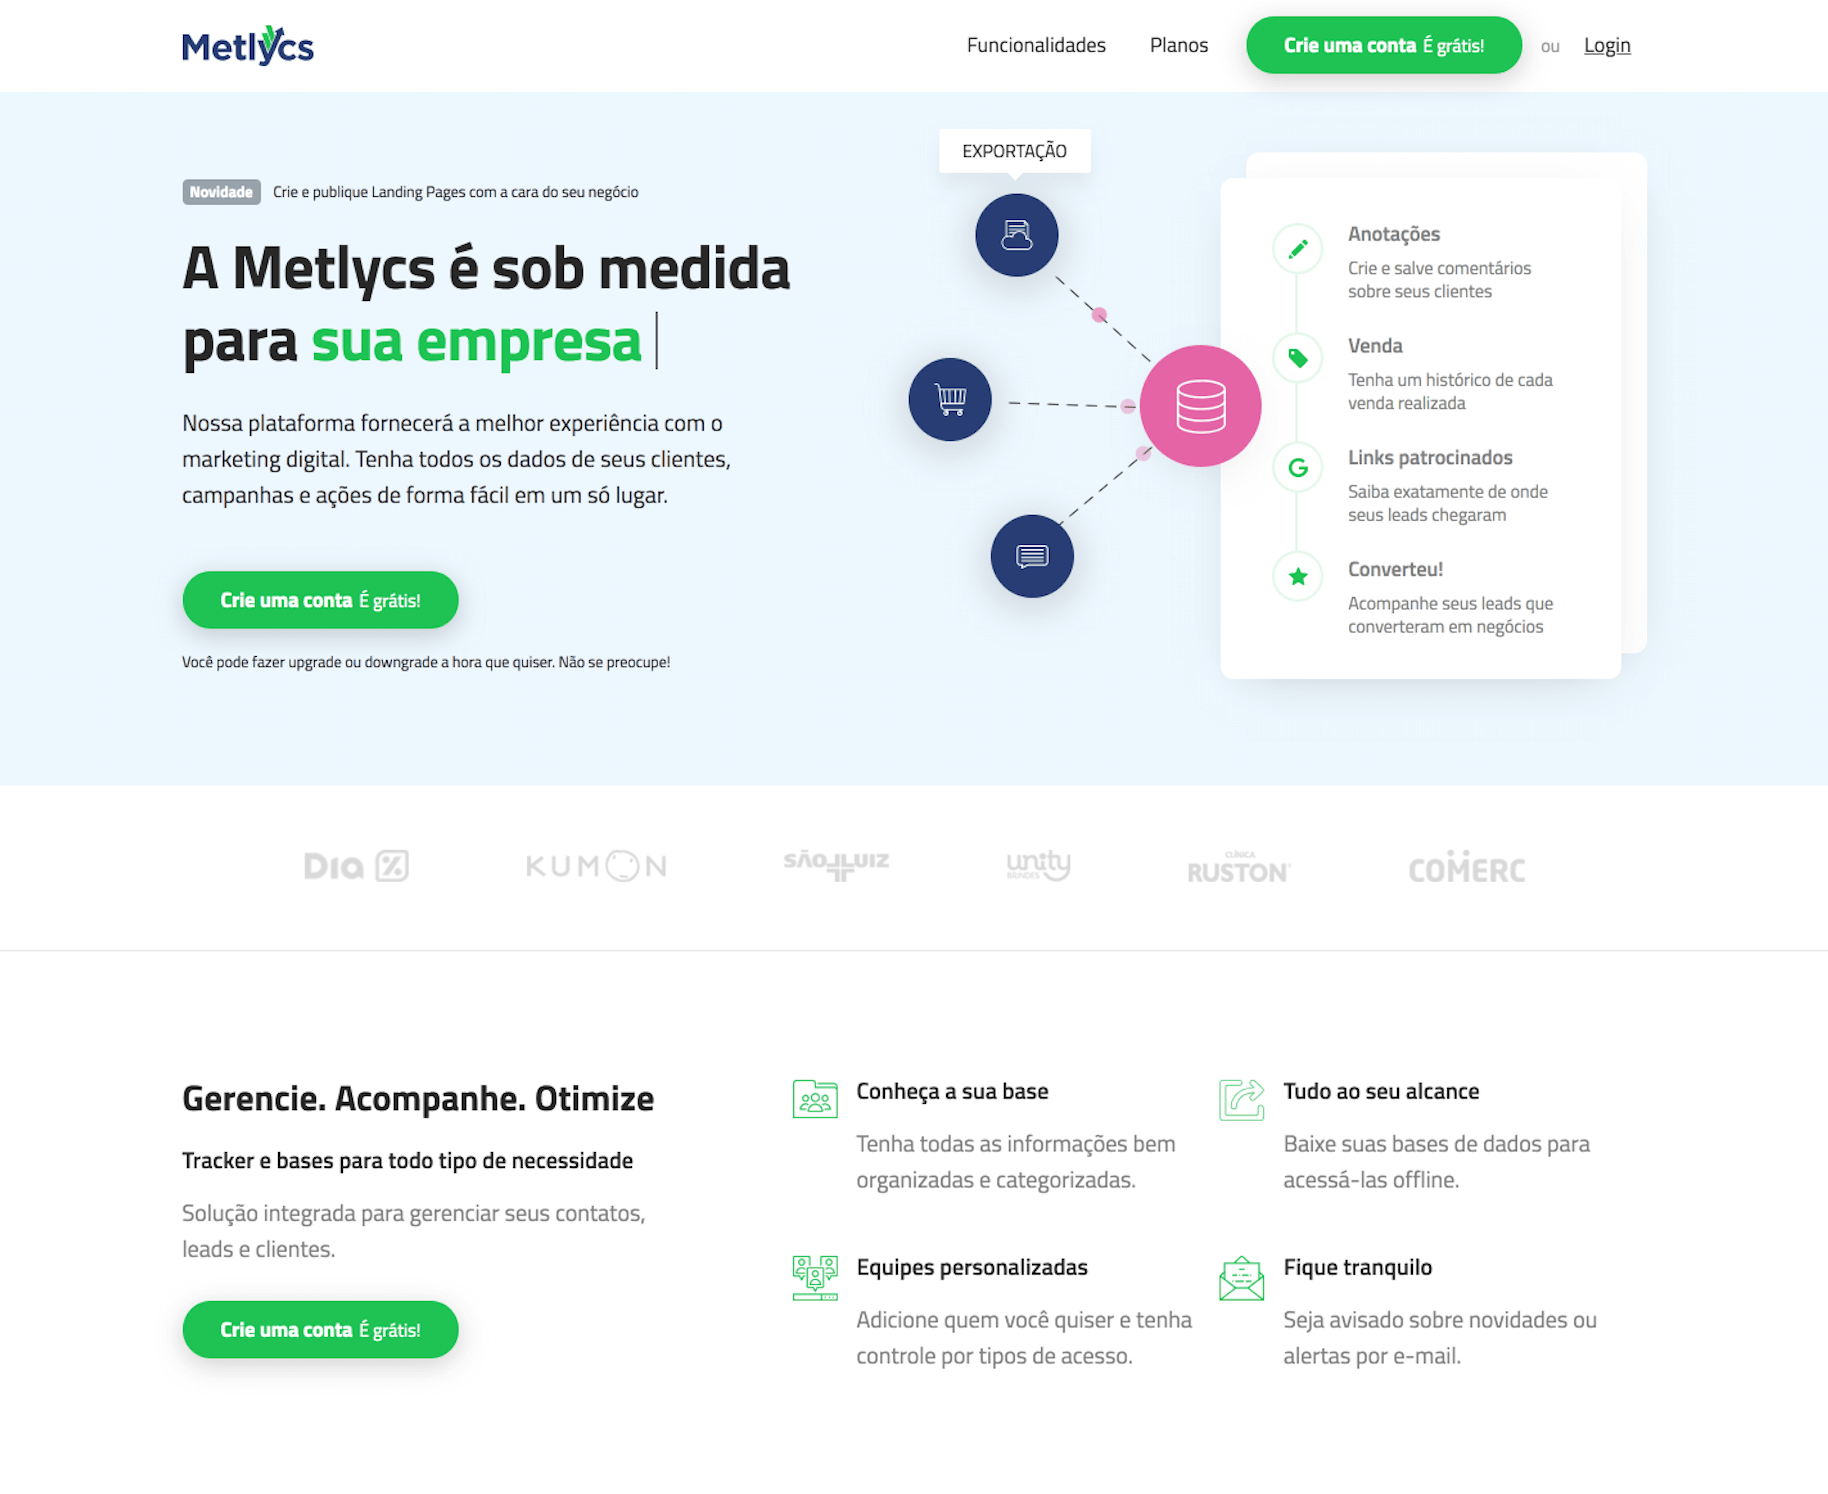 Metlycs
Funcionalidades
Planos
Crie uma conta É grátis!
ou
Login
Novidade Crie e publique Landing Pages com a cara do seu negócio
A Metlycs é sob medida
para sua empresa
Nossa plataforma fornecerá a melhor experiência com o
marketing digital. Tenha todos os dados de seus clientes,
campanhas e ações de forma fácil em um só lugar.
Crie uma conta É grátis!
Você pode fazer upgrade ou downgrade a hora que quiser. Não se preocupe!
EXPORTAÇÃO
Anotações
Crie e salve comentários
sobre seus clientes
Venda
Tenha um histórico de cada
venda realizada
G
Links patrocinados
Saiba exatamente de onde
seus leads chegaram
Converteu!
Acompanhe seus leads que
converteram em negócios
Dia %
KUMON
SÃO LUIZ
unity
BRINDES
CLÍNICA
RUSTON
COMERC
Gerencie. Acompanhe. Otimize
Tracker e bases para todo tipo de necessidade
Solução integrada para gerenciar seus contatos,
leads e clientes.
Crie uma conta É grátis!
Conheça a sua base
Tenha todas as informações bem
organizadas e categorizadas.
Tudo ao seu alcance
Baixe suas bases de dados para
acessá-las offline.
Equipes personalizadas
Adicione quem você quiser e tenha
controle por tipos de acesso.
Fique tranquilo
Seja avisado sobre novidades ou
alertas por e-mail.